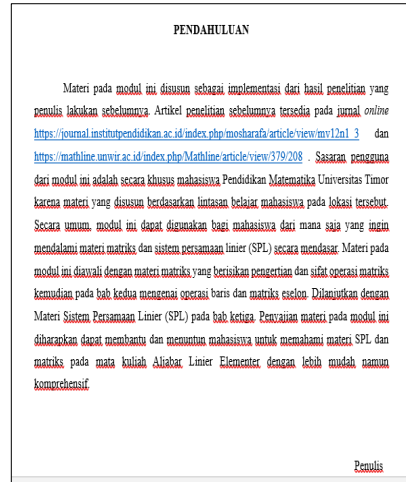 PENDAHULUAN
Materi pada modul ini disusun sebagai implementasi dari hasil penelitian yang
penulis lakukan sebelumnya. Artikel penelitian sebelumnya tersedia pada jurnal online
https://journal.institutpendidikan.ac.id/index.php/mosharafa/article/view/mv12n1_3 dan
https://mathline.unwir.ac.id/index.php/Mathline/article/view/379/208 . Sasaran pengguna
dari modul ini adalah secara khusus mahasiswa Pendidikan Matematika Universitas Timor
karena materi yang disusun berdasarkan lintasan belajar mahasiswa pada lokasi tersebut.
Secara umum, modul ini dapat digunakan bagi mahasiswa dari mana saja yang ingin
mendalami materi matriks dan sistem persamaan linier (SPL) secara mendasar. Materi pada
modul ini diawali dengan materi matriks yang berisikan pengertian dan sifat operasi matriks
kemudian pada bab kedua mengenai operasi baris dan matriks eselon. Dilanjutkan dengan
Materi Sistem Persamaan Linier (SPL) pada bab ketiga. Penyajian materi pada modul ini
diharapkan dapat membantu dan menuntun mahasiswa untuk memahami materi SPL dan
matriks pada mata kuliah Aljabar Linier Elementer dengan lebih mudah namun
komprehensif.
Penulis